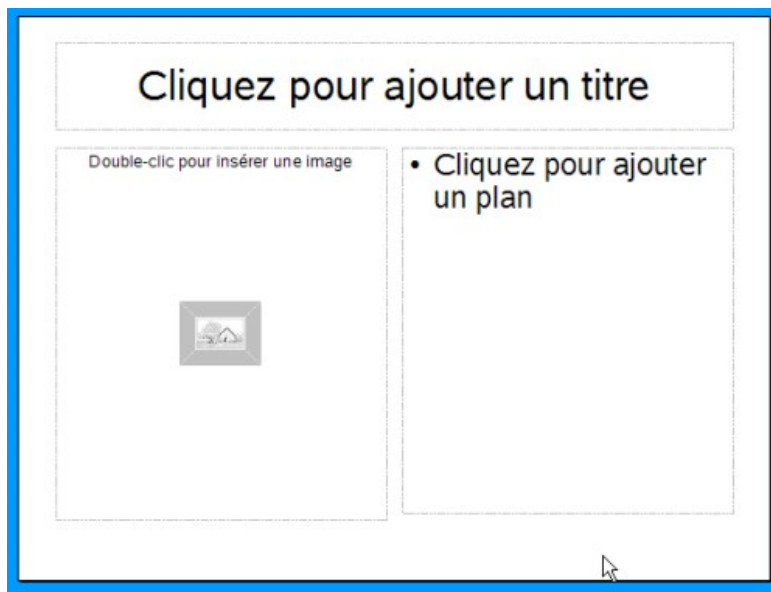 Cliquez pour ajouter un titre
Double-clic pour insérer une image
• Cliquez pour ajouter
un plan